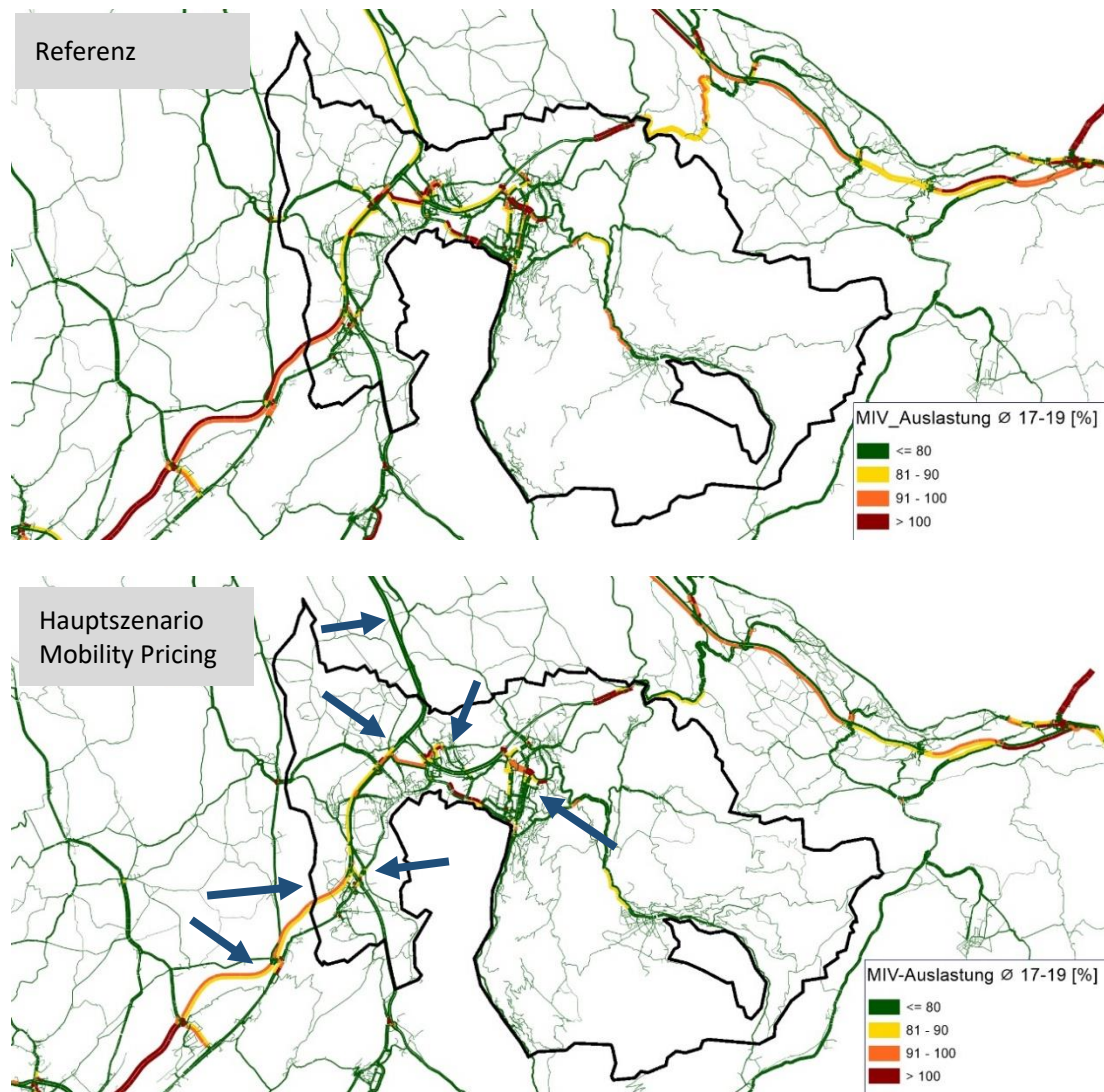 Referenz
MIV_Auslastung ∅ 17-19 [%]
<= 80
81 - 90
91 - 100
> 100
Hauptszenario
Mobility Pricing
MIV-Auslastung ∅ 17-19 [%]
<= 80
81 - 90
91 - 100
> 100